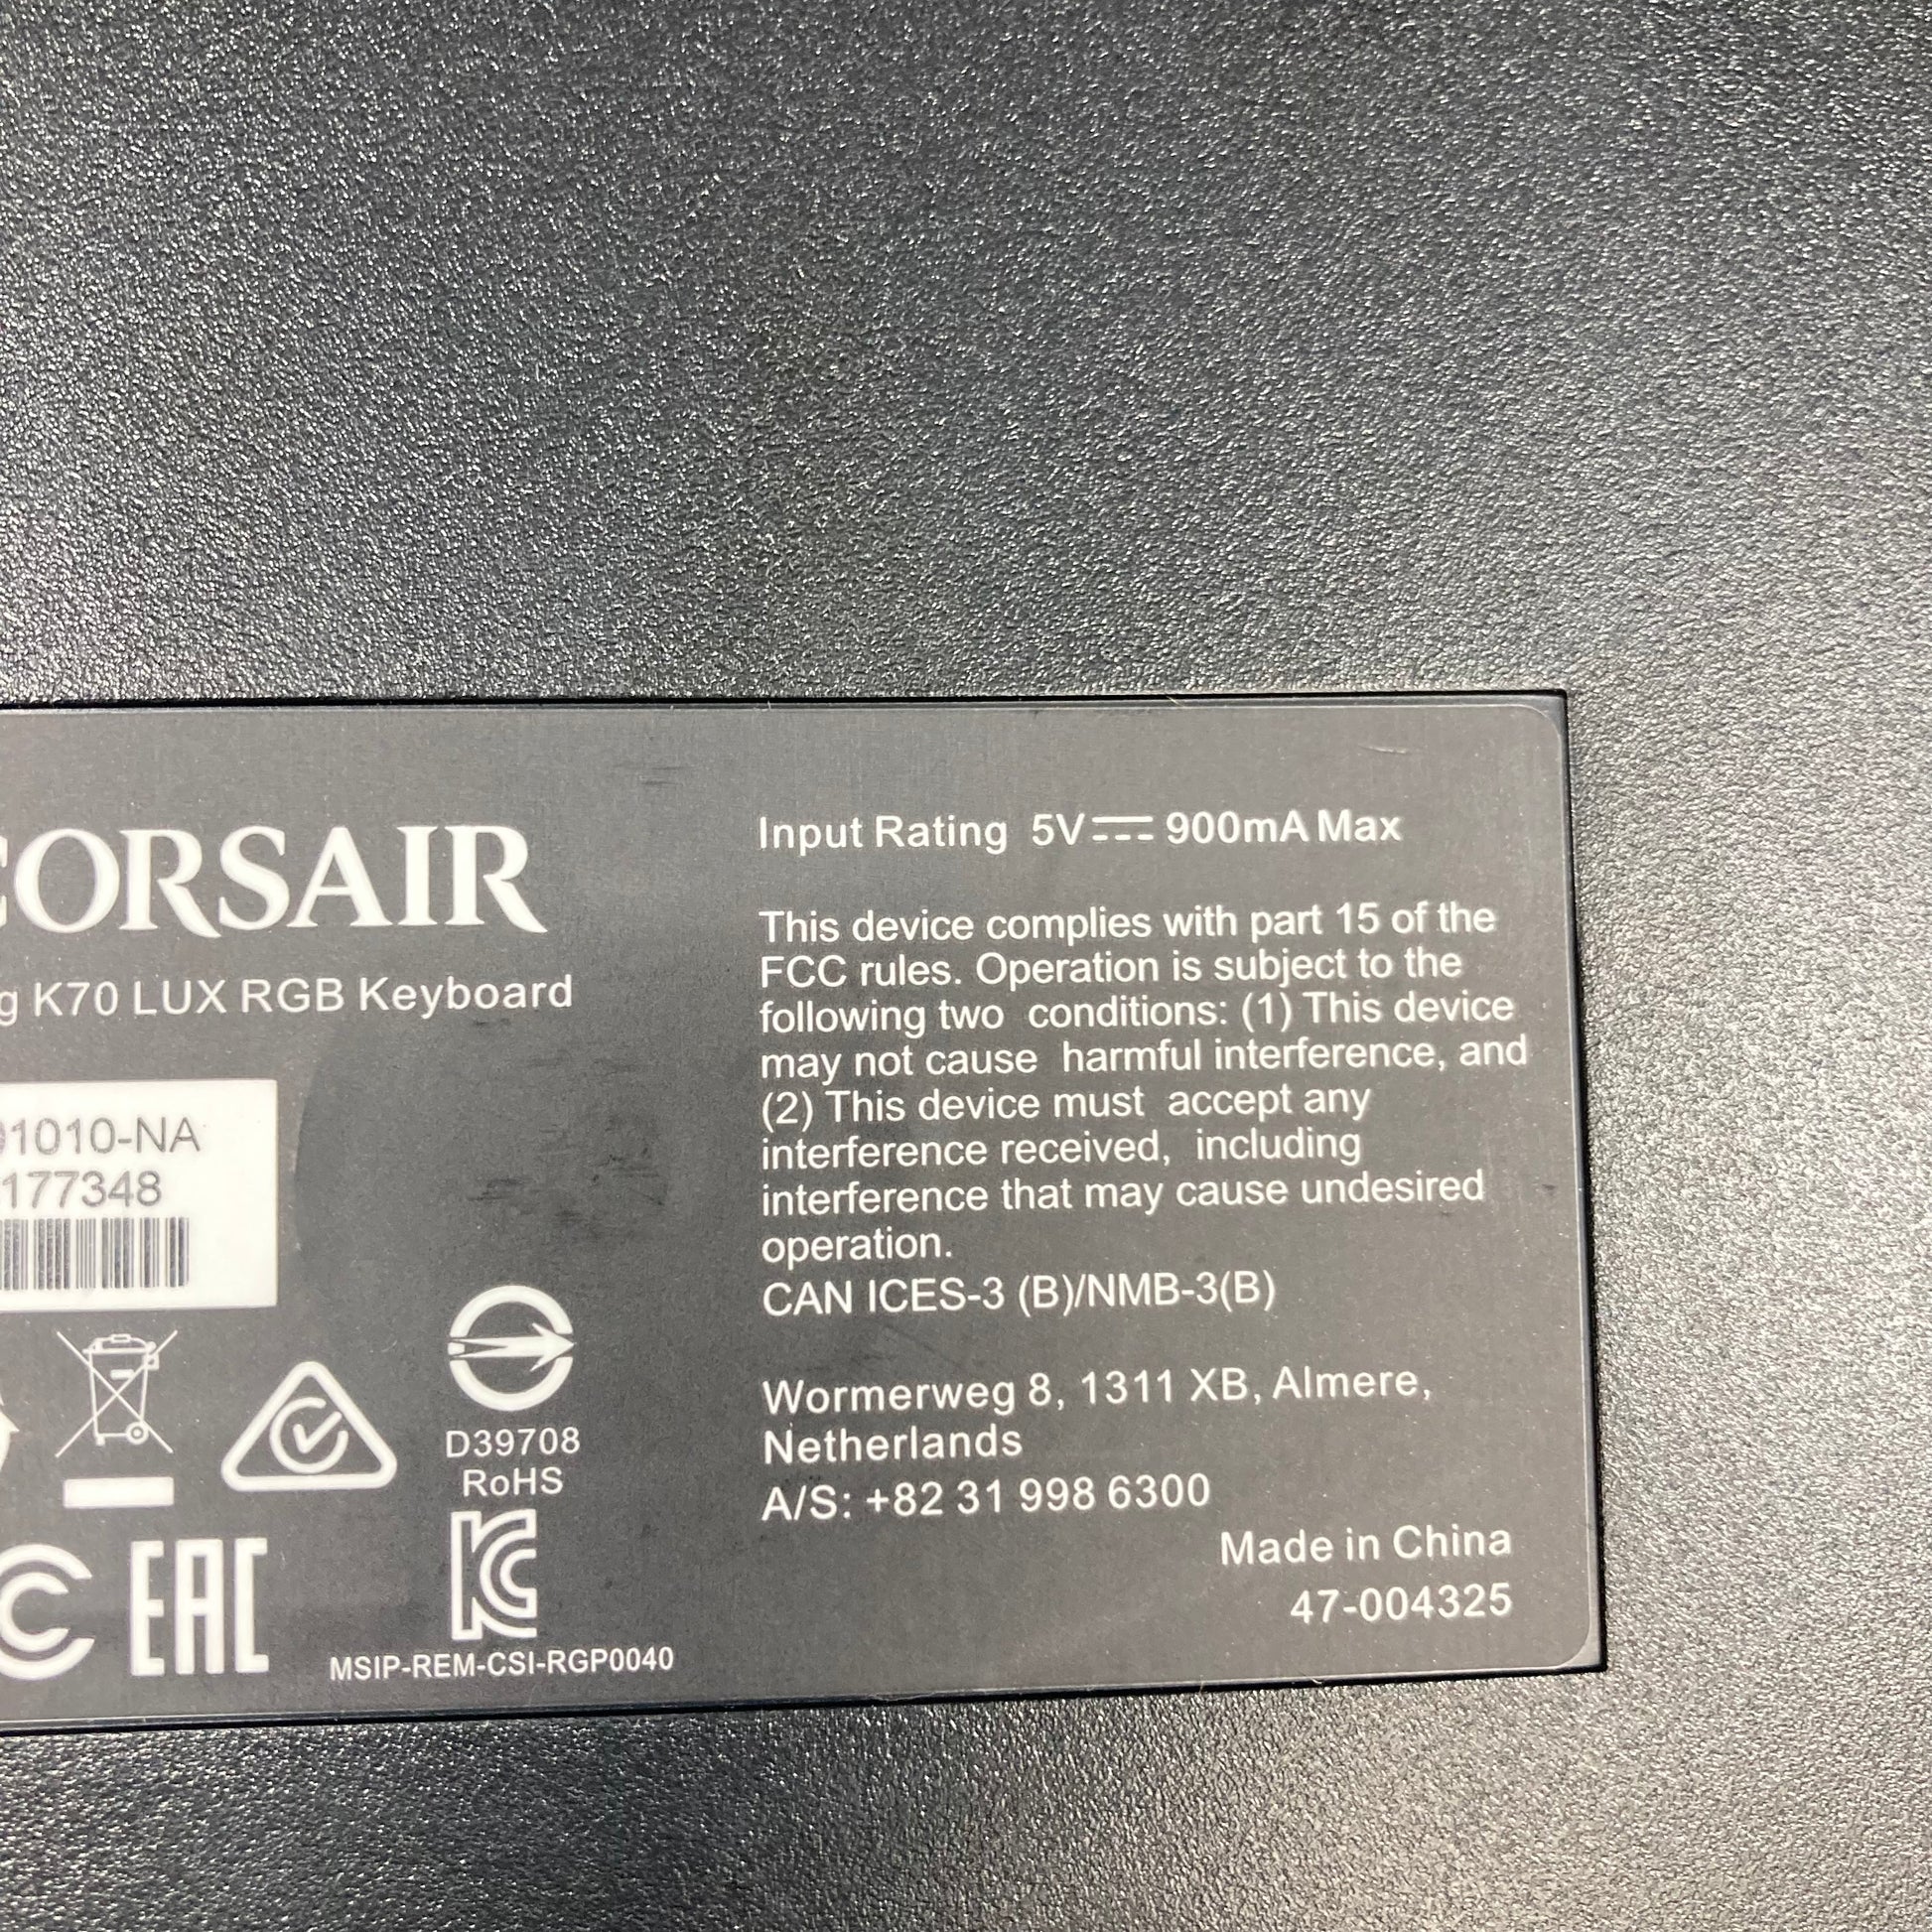 CORSAIR
g K70 LUX RGB Keyboard
01010-NA
177348
D39708
RoHS
EAC
KC
MSIP-REM-CSI-RGP0040
Input Rating 5V 900mA Max
This device complies with part 15 of the
FCC rules. Operation is subject to the
following two conditions: (1) This device
may not cause harmful interference, and
(2) This device must accept any
interference received, including
interference that may cause undesired
operation.
CAN ICES-3 (B)/NMB-3(B)
Wormerweg 8, 1311 XB, Almere,
Netherlands
A/S: +82 31 998 6300
Made in China
47-004325